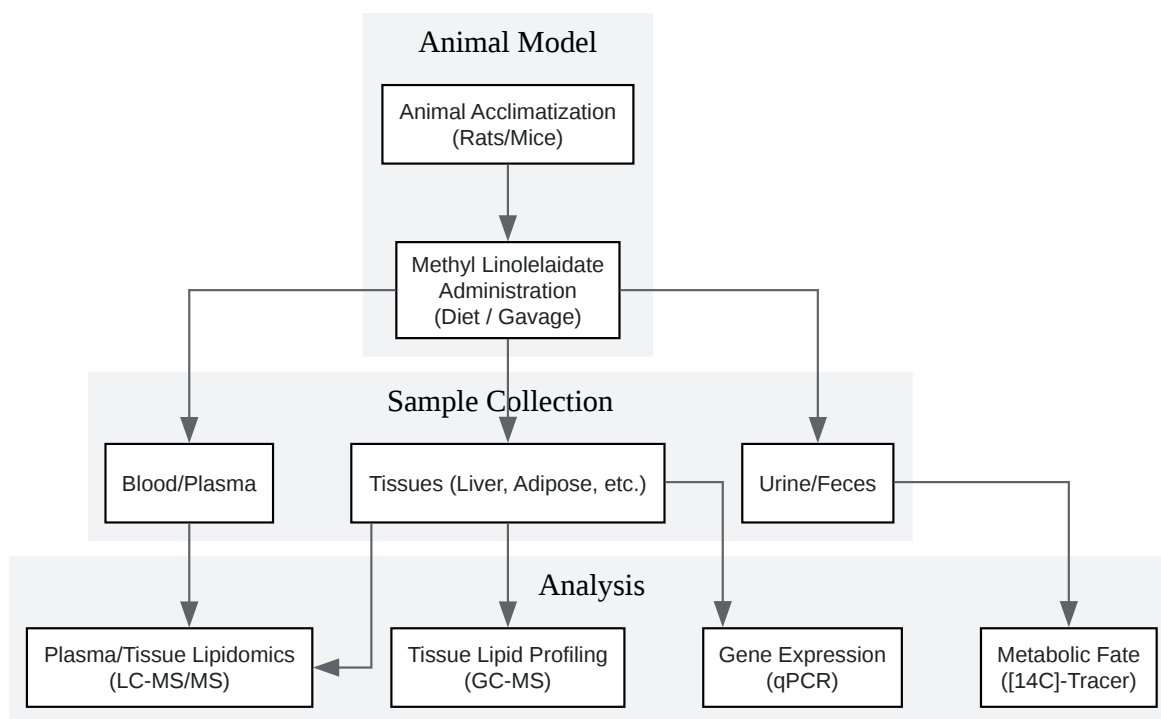 Animal Model
Animal Acclimatization
(Rats/Mice)
Methyl Linolelaidate
Administration
(Diet / Gavage)
Sample Collection
Blood/Plasma
Tissues (Liver, Adipose, etc.)
Urine/Feces
Analysis
Plasma/Tissue Lipidomics
(LC-MS/MS)
Tissue Lipid Profiling
(GC-MS)
Gene Expression
(qPCR)
Metabolic Fate
([14C]-Tracer)